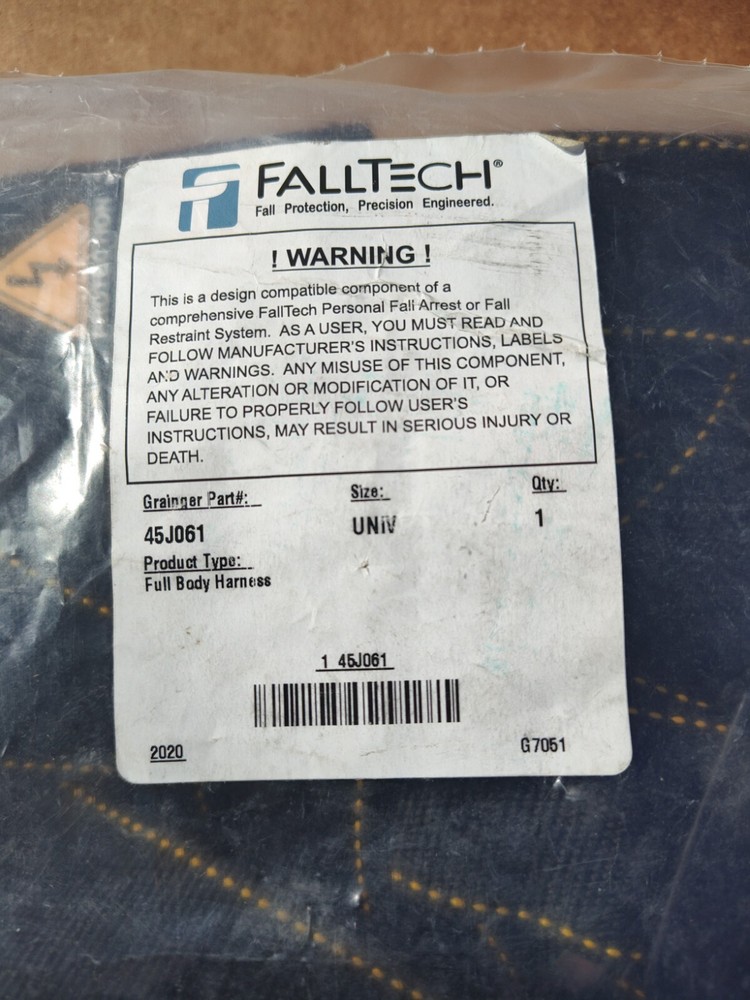 FALLTECH®
Fall Protection, Precision Engineered.
! WARNING !
This is a design compatible component of a
comprehensive FallTech Personal Fall Arrest or Fall
Restraint System. AS A USER, YOU MUST READ AND
FOLLOW MANUFACTURER'S INSTRUCTIONS, LABELS
AND WARNINGS. ANY MISUSE OF THIS COMPONENT,
ANY ALTERATION OR MODIFICATION OF IT, OR
FAILURE TO PROPERLY FOLLOW USER'S
INSTRUCTIONS, MAY RESULT IN SERIOUS INJURY OR
DEATH.
Grainger Part#: Size: Qty:
45J061 UNIV 1
Product Type:
Full Body Harness
1 45J061
2020 G7051